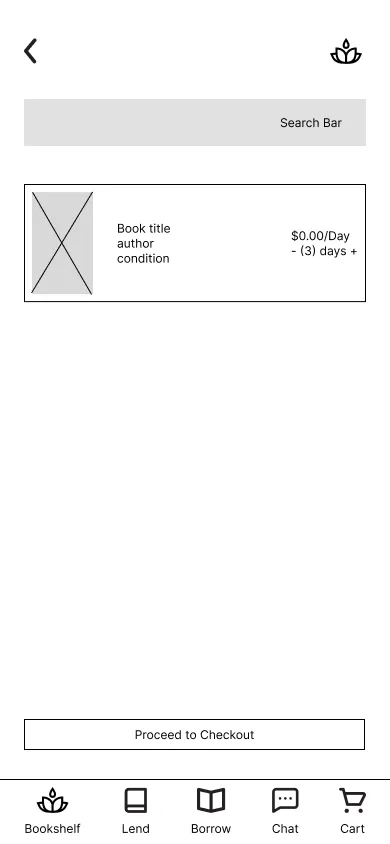 Search Bar
Book title
author
condition
$0.00/Day
- (3) days +
Proceed to Checkout
Bookshelf
Lend
Borrow
Chat
Cart